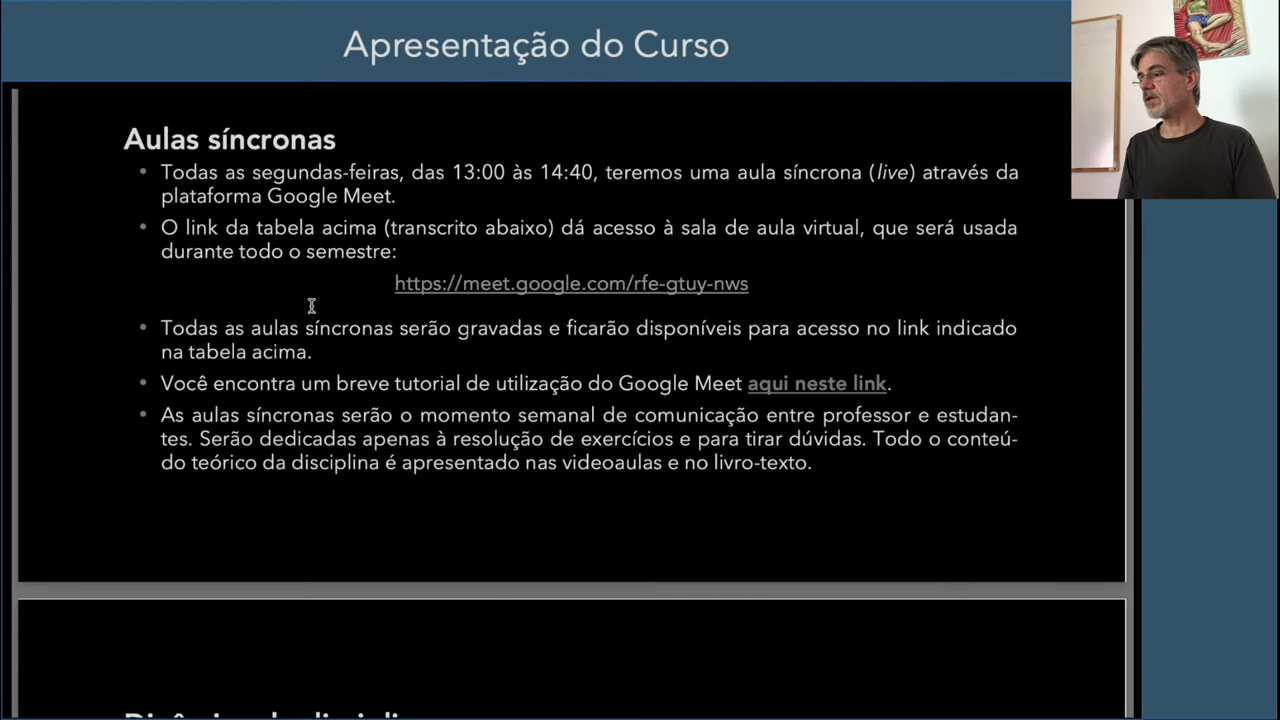 Apresentação do Curso
Aulas síncronas
• Todas as segundas-feiras, das 13:00 às 14:40, teremos uma aula síncrona (live) através da
plataforma Google Meet.
• O link da tabela acima (transcrito abaixo) dá acesso à sala de aula virtual, que será usada
durante todo o semestre:
https://meet.google.com/rfe-gtuy-nws
• Todas as aulas síncronas serão gravadas e ficarão disponíveis para acesso no link indicado
na tabela acima.
• Você encontra um breve tutorial de utilização do Google Meet aqui neste link.
• As aulas síncronas serão o momento semanal de comunicação entre professor e estudan-
tes. Serão dedicadas apenas à resolução de exercícios e para tirar dúvidas. Todo o conteú-
do teórico da disciplina é apresentado nas videoaulas e no livro-texto.